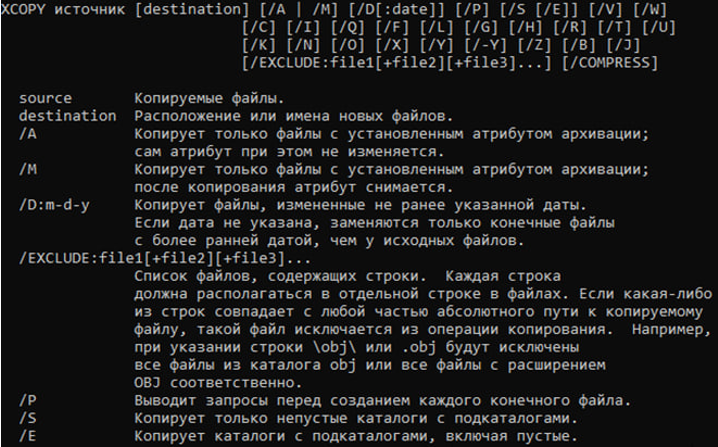 XCOPY источник [destination] [/A | /M] [/D[:date]] [/P] [/S [/E]] [/V] [/W]
[/C] [/I] [/Q] [/F] [/L] [/G] [/H] [/R] [/T] [/U]
[/K] [/N] [/O] [/X] [/Y] [/-Y] [/Z] [/B] [/J]
[/EXCLUDE:file1[+file2][+file3]...] [/COMPRESS]
source Копируемые файлы.
destination Расположение или имена новых файлов.
/A Копирует только файлы с установленным атрибутом архивации;
сам атрибут при этом не изменяется.
/M Копирует только файлы с установленным атрибутом архивации;
после копирования атрибут снимается.
/D:m-d-y Копирует файлы, измененные не ранее указанной даты.
Если дата не указана, заменяются только конечные файлы
с более ранней датой, чем у исходных файлов.
/EXCLUDE:file1[+file2][+file3]...
Список файлов, содержащих строки. Каждая строка
должна располагаться в отдельной строке в файлах. Если какая-либо
из строк совпадает с любой частью абсолютного пути к копируемому
файлу, такой файл исключается из операции копирования. Например,
при указании строки \obj\ или .obj будут исключены
все файлы из каталога obj или все файлы с расширением
OBJ соответственно.
/P Выводит запросы перед созданием каждого конечного файла.
/S Копирует только непустые каталоги с подкаталогами.
/E Копирует каталоги с подкаталогами, включая пустые.